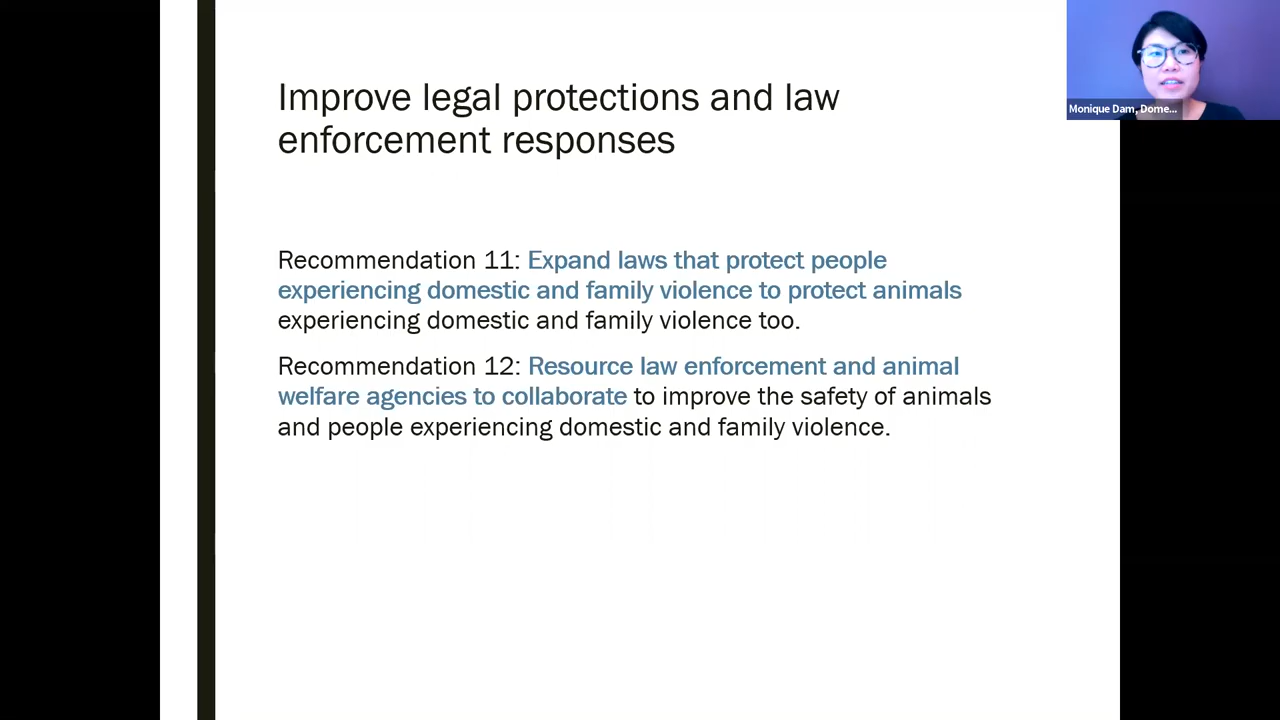 Improve legal protections and law
enforcement responses
Monique Dam, Dome...
Recommendation 11: Expand laws that protect people
experiencing domestic and family violence to protect animals
experiencing domestic and family violence too.
Recommendation 12: Resource law enforcement and animal
welfare agencies to collaborate to improve the safety of animals
and people experiencing domestic and family violence.